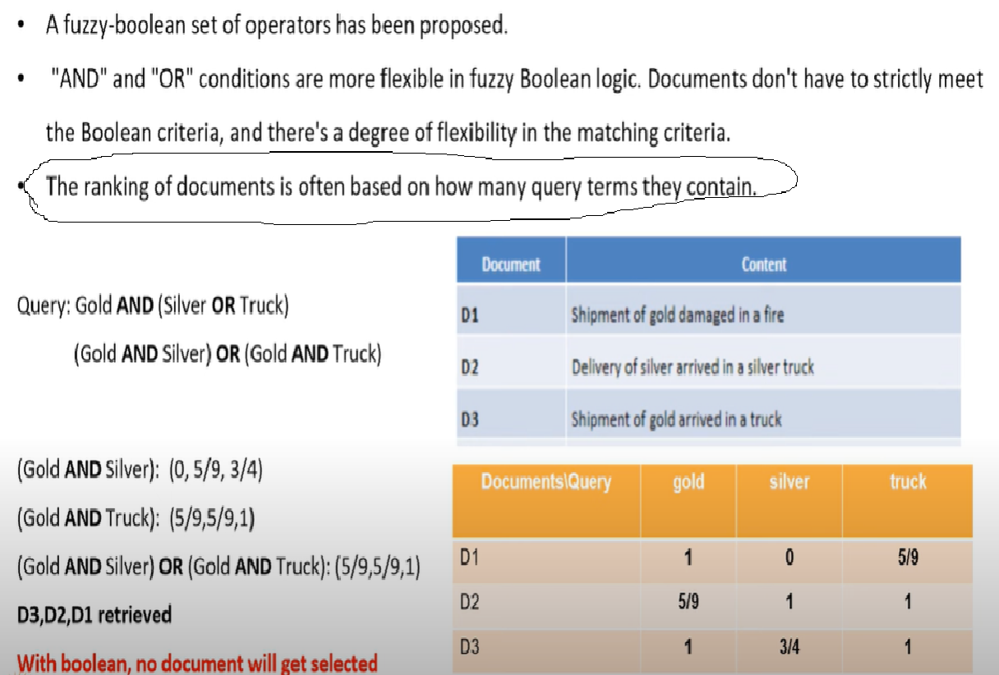 • A fuzzy-boolean set of operators has been proposed.
• "AND" and "OR" conditions are more flexible in fuzzy Boolean logic. Documents don't have to strictly meet
the Boolean criteria, and there's a degree of flexibility in the matching criteria.
• The ranking of documents is often based on how many query terms they contain.
Query: Gold AND (Silver OR Truck)
(Gold AND Silver) OR (Gold AND Truck)
Document Content
D1 Shipment of gold damaged in a fire
D2 Delivery of silver arrived in a silver truck
D3 Shipment of gold arrived in a truck
(Gold AND Silver): (0, 5/9, 3/4)
(Gold AND Truck): (5/9,5/9,1)
(Gold AND Silver) OR (Gold AND Truck): (5/9,5/9,1)
D3,D2,D1 retrieved
With boolean, no document will get selected
Documents\Query gold silver truck
D1 1 0 5/9
D2 5/9 1 1
D3 1 3/4 1